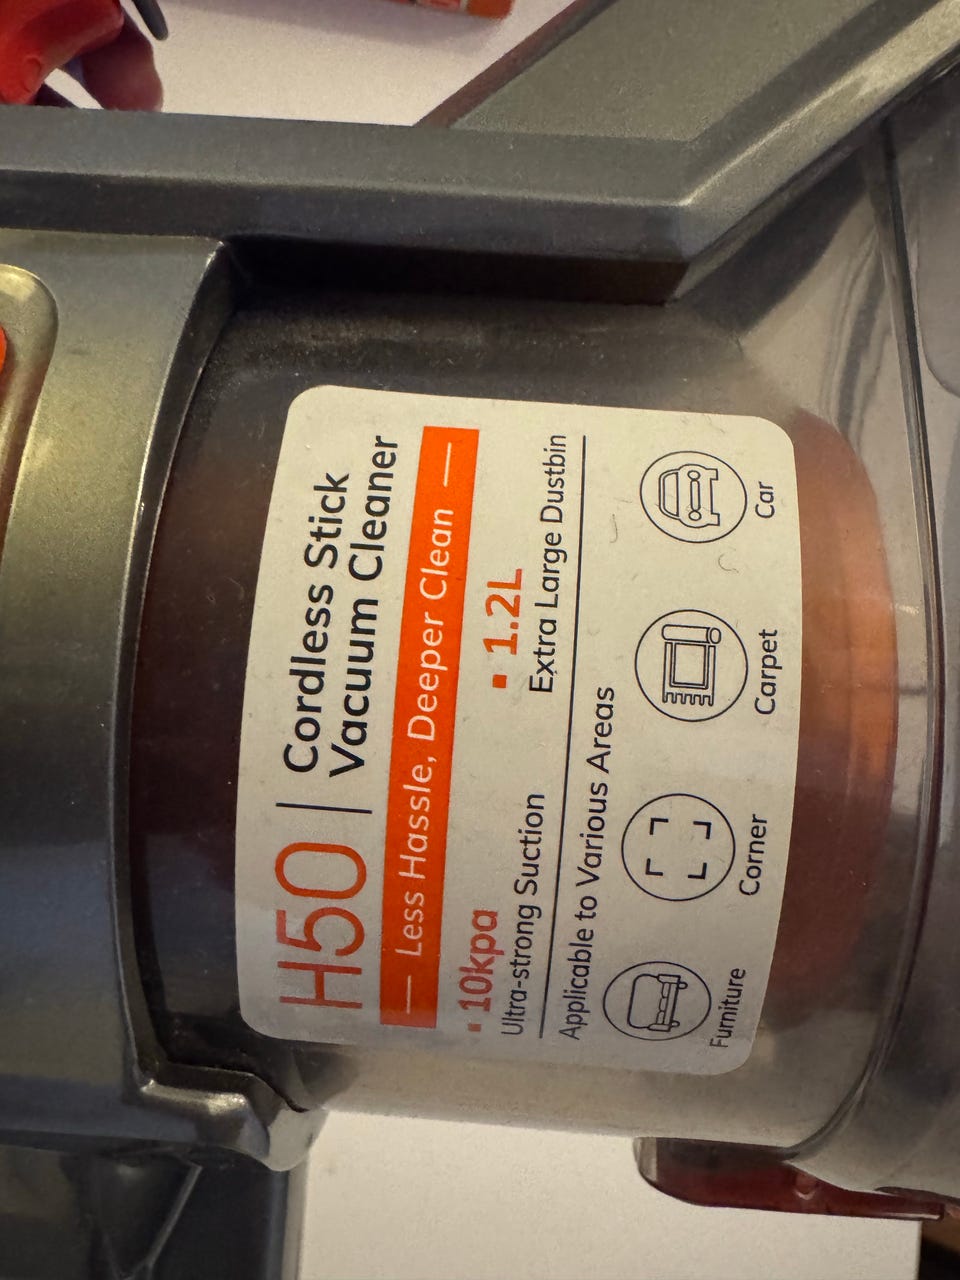 H50 | Cordless Stick
Vacuum Cleaner
Less Hassle, Deeper Clean
▪ 10kpa
Ultra-strong Suction
▪ 1.2L
Extra Large Dustbin
Applicable to Various Areas
Furniture
Corner
Carpet
Car